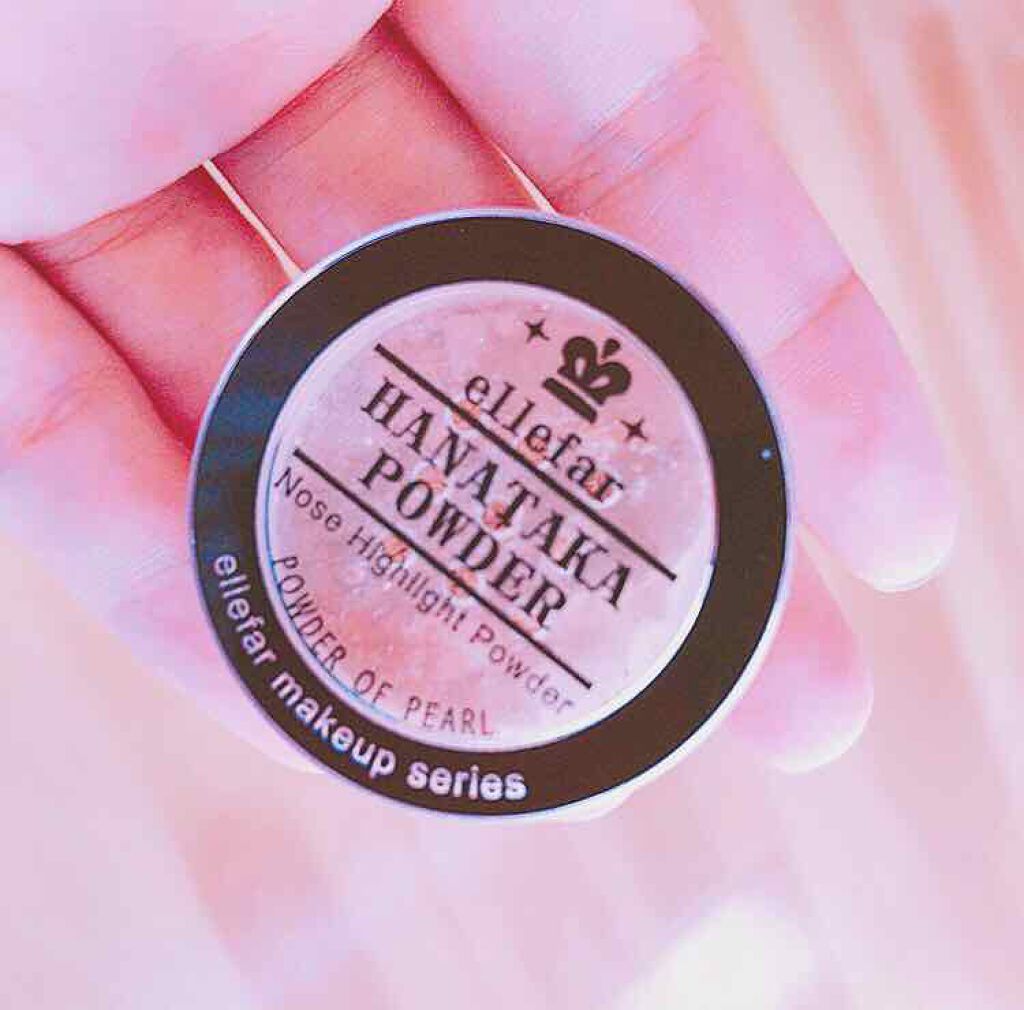 ellefar
HANATAKA
POWDER
Nose Highlight Powder
POWDER OF PEARL
ellefar makeup series